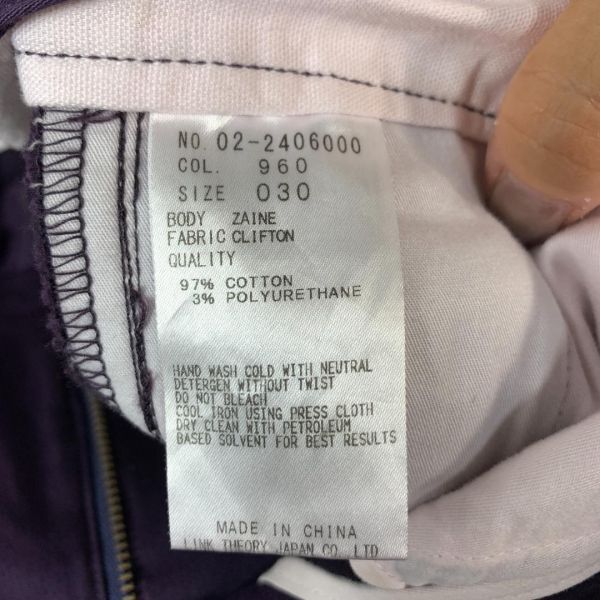 NO. 02-2406000
COL. 960
SIZE 030
BODY ZAINE
FABRIC CLIFTON
QUALITY
97% COTTON
3% POLYURETHANE
HAND WASH COLD WITH NEUTRAL
DETERGEN WITHOUT TWIST
DO NOT BLEACH
COOL IRON USING PRESS CLOTH
DRY CLEAN WITH PETROLEUM
BASED SOLVENT FOR BEST RESULTS
MADE IN CHINA
LINK THEORY JAPAN CO., LTD